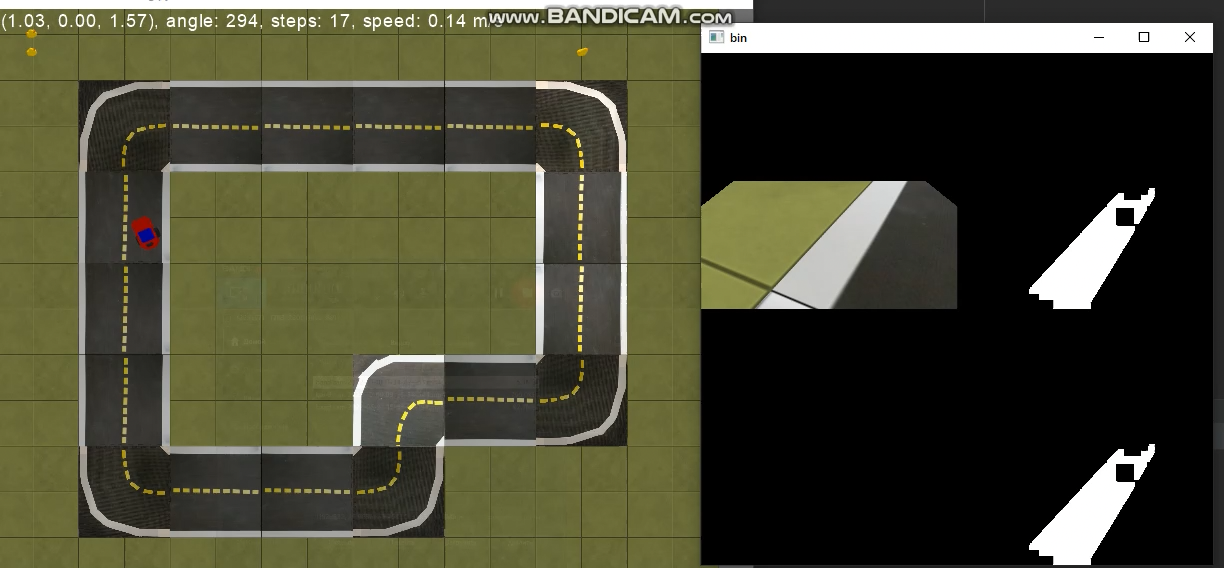 (1.03, 0.00, 1.57), angle: 294, steps: 17, speed: 0.14 m/s
www.BANDICAM.com
bin